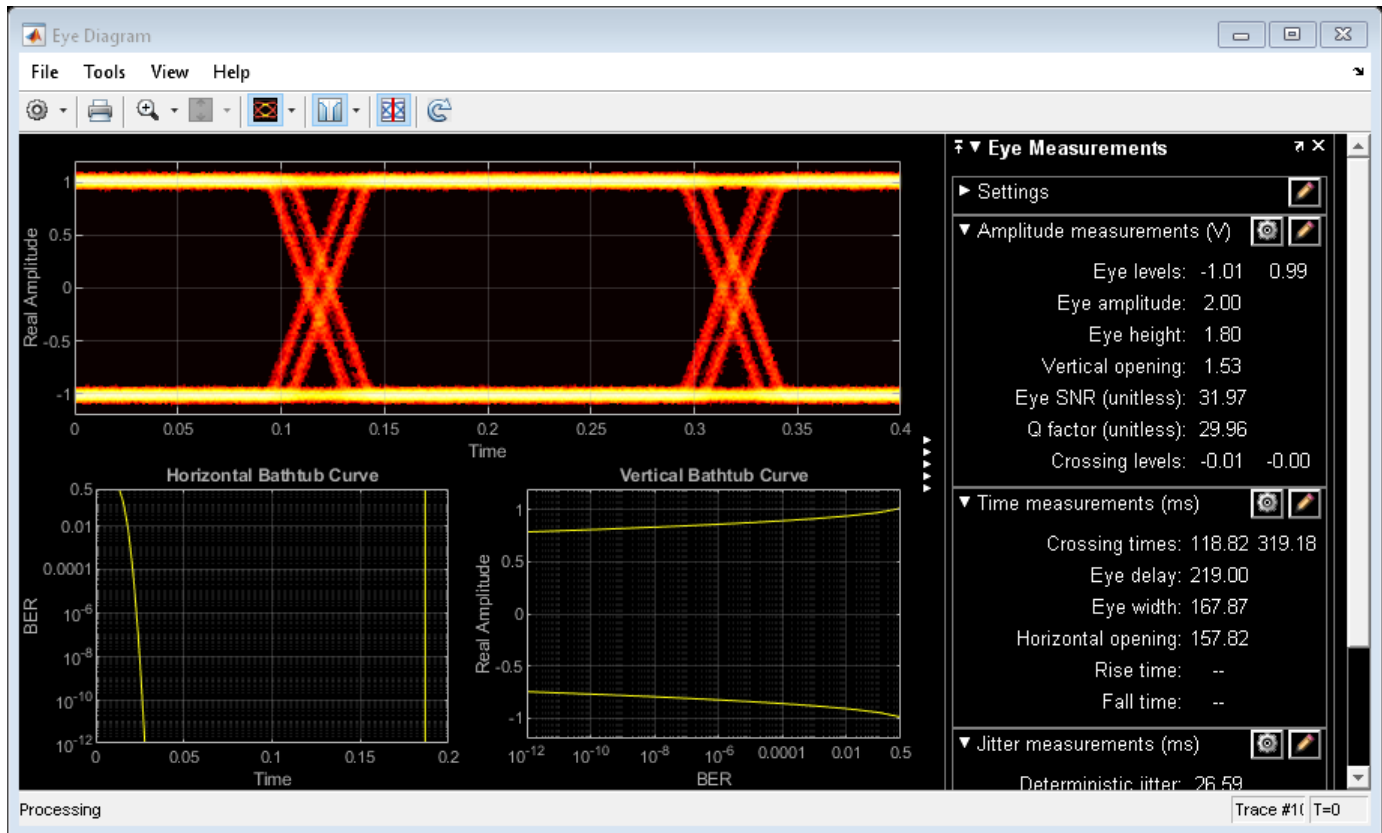 Eye Diagram
File Tools View Help
Eye Measurements
Settings
Amplitude measurements (V)
Eye levels: -1.01 0.99
Eye amplitude: 2.00
Eye height: 1.80
Vertical opening: 1.53
Eye SNR (unitless): 31.97
Q factor (unitless): 29.96
Crossing levels: -0.01 -0.00
Time measurements (ms)
Crossing times: 118.82 319.18
Eye delay: 219.00
Eye width: 167.87
Horizontal opening: 157.82
Rise time: --
Fall time: --
Jitter measurements (ms)
Deterministic jitter: 26.59
Real Amplitude
1
0.5
0
-0.5
-1
0 0.05 0.1 0.15 0.2 0.25 0.3 0.35 0.4
Time
Horizontal Bathtub Curve
BER
0.5
0.01
0.0001
10^-6
10^-8
10^-10
10^-12
0 0.05 0.1 0.15 0.2
Time
Vertical Bathtub Curve
Real Amplitude
1
0.5
0
-0.5
-1
10^-12 10^-10 10^-8 10^-6 0.0001 0.01 0.5
BER
Processing
Trace #1 T=0